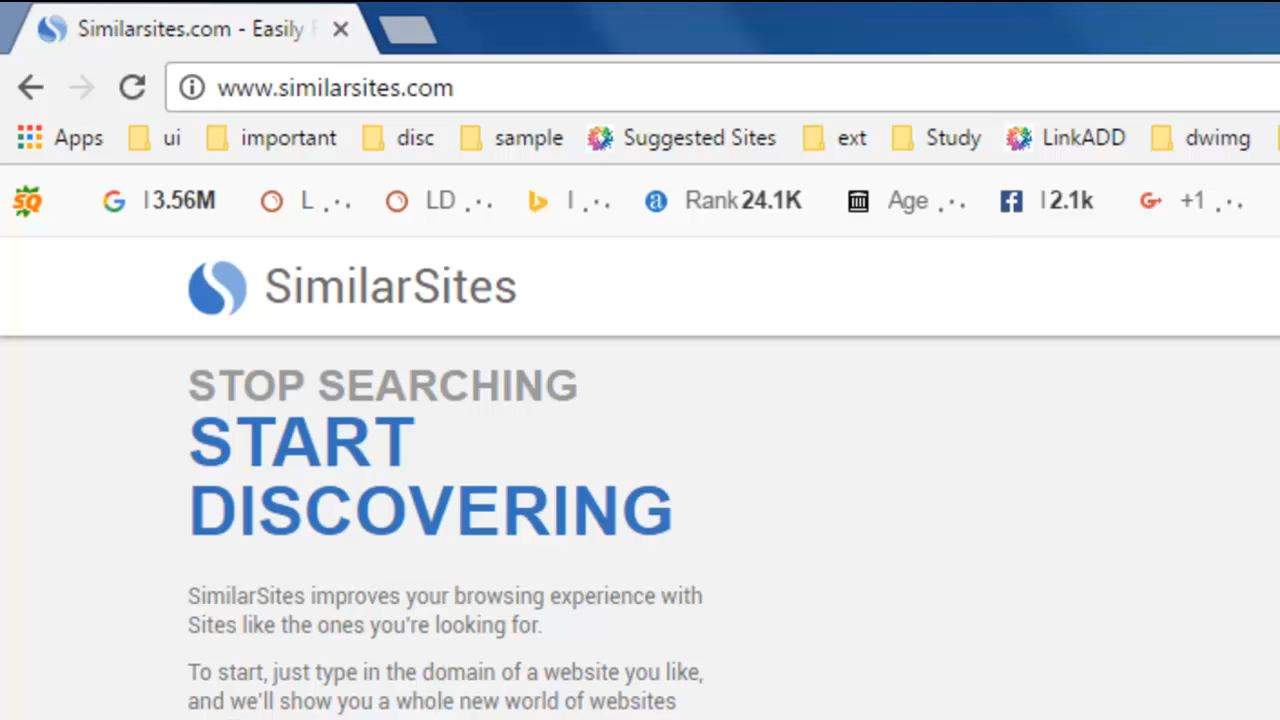 Similarsites.com - Easily
www.similarsites.com
Apps ui important disc sample Suggested Sites ext Study LinkADD dwimg
SQ I 3.56M L LD I Rank 24.1K Age I 2.1k +1
SimilarSites
STOP SEARCHING
START
DISCOVERING
SimilarSites improves your browsing experience with
Sites like the ones you're looking for.
To start, just type in the domain of a website you like,
and we'll show you a whole new world of websites